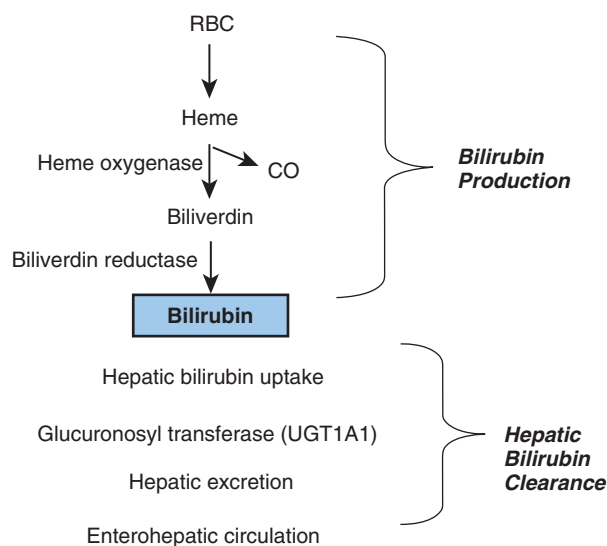 RBC
Heme
Heme oxygenase
CO
Bilirubin
Production
Biliverdin
Biliverdin reductase
Bilirubin
Hepatic bilirubin uptake
Glucuronosyl transferase (UGT1A1)
Hepatic
Bilirubin
Clearance
Hepatic excretion
Enterohepatic circulation